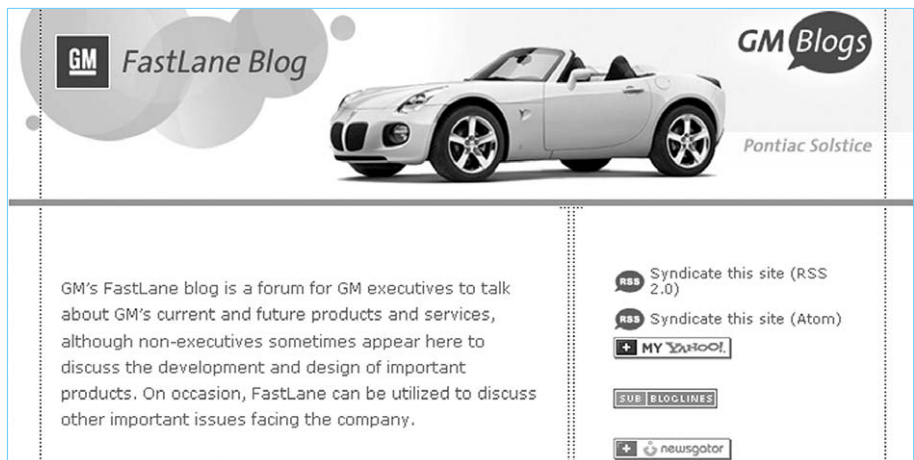 GM FastLane Blog
GM Blogs
Pontiac Solstice
GM's FastLane blog is a forum for GM executives to talk
about GM's current and future products and services,
although non-executives sometimes appear here to
discuss the development and design of important
products. On occasion, FastLane can be utilized to discuss
other important issues facing the company.
RSS Syndicate this site (RSS
2.0)
RSS Syndicate this site (Atom)
+ MY YAHOO!
SUB BLOGLINES
+ newsgator